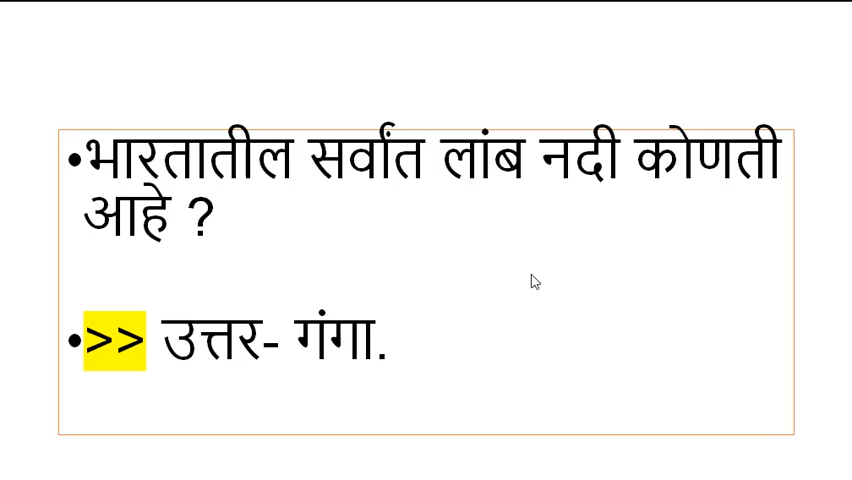 •भारतातील सर्वांत लांब नदी कोणती
आहे ?
•>> उत्तर- गंगा.